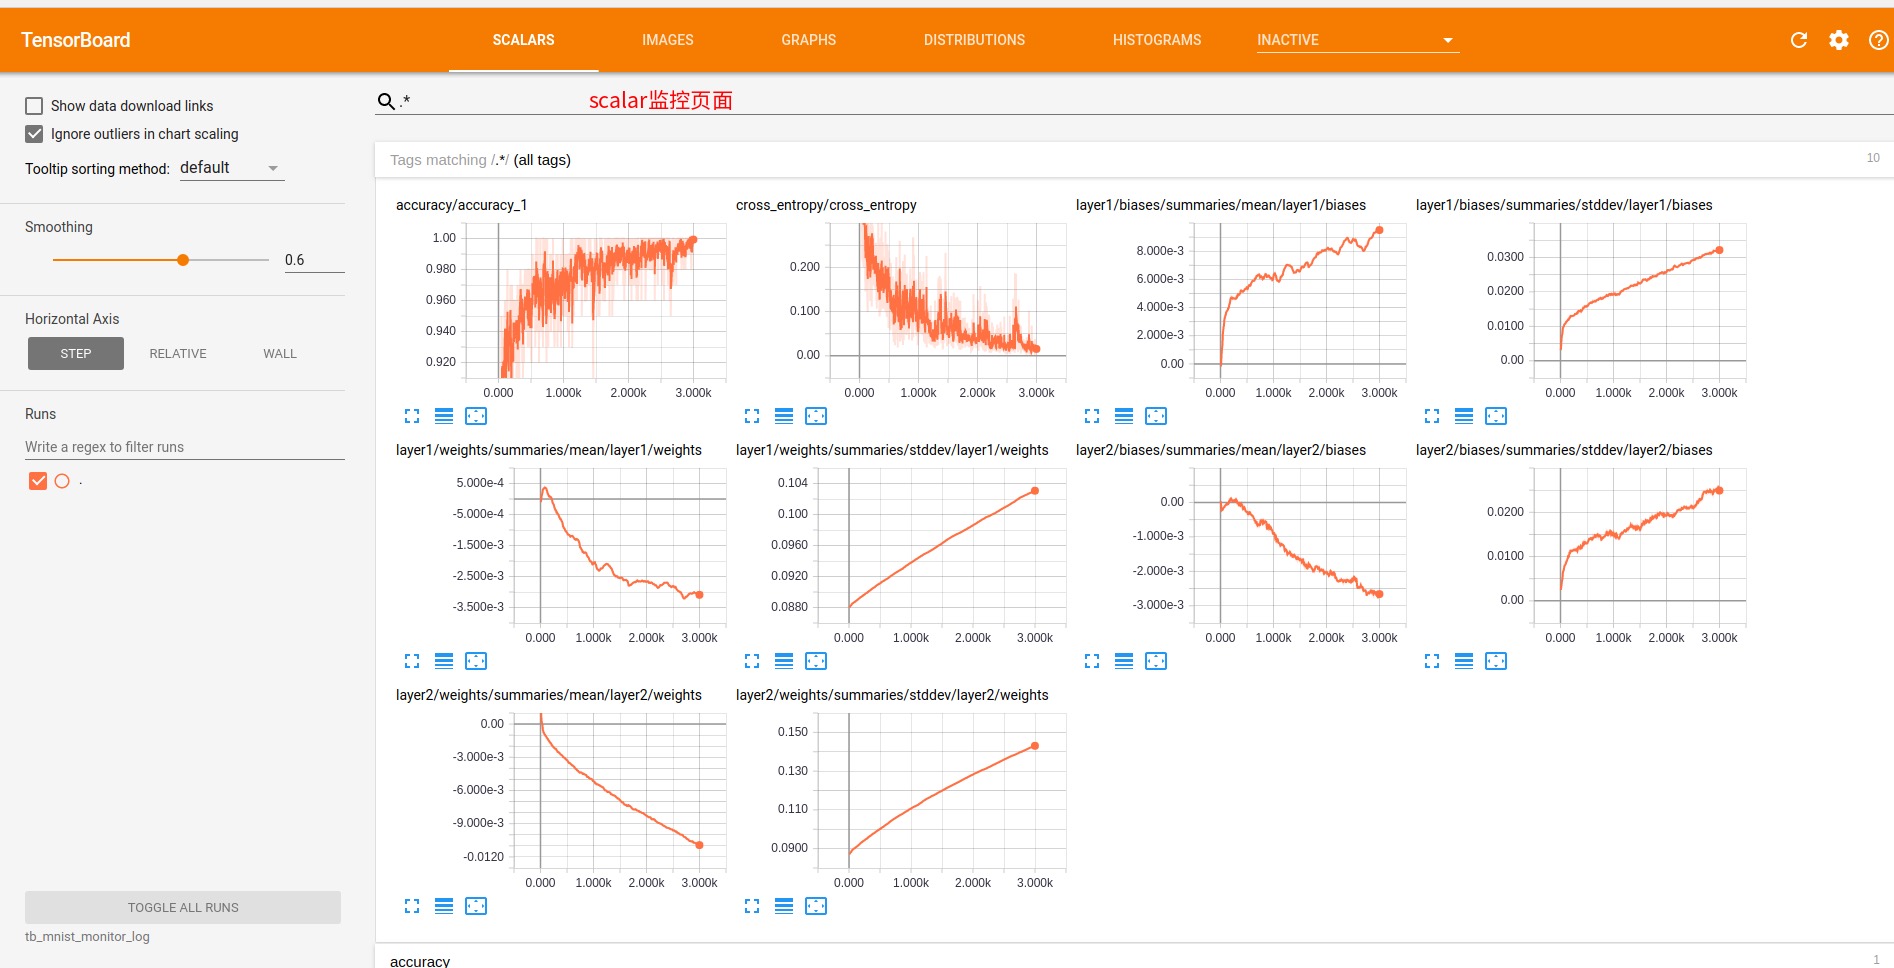 TensorBoard
SCALARS
IMAGES
GRAPHS
DISTRIBUTIONS
HISTOGRAMS
INACTIVE
Show data download links
Ignore outliers in chart scaling
Tooltip sorting method: default
Smoothing
0.6
Horizontal Axis
STEP
RELATIVE
WALL
Runs
Write a regex to filter runs
.
TOGGLE ALL RUNS
tb_mnist_monitor_log
.*
scalar监控页面
Tags matching /.*/ (all tags)
10
accuracy/accuracy_1
1.00
0.980
0.960
0.940
0.920
0.000 1.000k 2.000k 3.000k
cross_entropy/cross_entropy
0.200
0.100
0.00
0.000 1.000k 2.000k 3.000k
layer1/biases/summaries/mean/layer1/biases
8.000e-3
6.000e-3
4.000e-3
2.000e-3
0.00
0.000 1.000k 2.000k 3.000k
layer1/biases/summaries/stddev/layer1/biases
0.0300
0.0200
0.0100
0.00
0.000 1.000k 2.000k 3.000k
layer1/weights/summaries/mean/layer1/weights
5.000e-4
-5.000e-4
-1.500e-3
-2.500e-3
-3.500e-3
0.000 1.000k 2.000k 3.000k
layer1/weights/summaries/stddev/layer1/weights
0.104
0.100
0.0960
0.0920
0.0880
0.000 1.000k 2.000k 3.000k
layer2/biases/summaries/mean/layer2/biases
0.00
-1.000e-3
-2.000e-3
-3.000e-3
0.000 1.000k 2.000k 3.000k
layer2/biases/summaries/stddev/layer2/biases
0.0200
0.0100
0.00
0.000 1.000k 2.000k 3.000k
layer2/weights/summaries/mean/layer2/weights
0.00
-3.000e-3
-6.000e-3
-9.000e-3
-0.0120
0.000 1.000k 2.000k 3.000k
layer2/weights/summaries/stddev/layer2/weights
0.150
0.130
0.110
0.0900
0.000 1.000k 2.000k 3.000k
accuracy
1